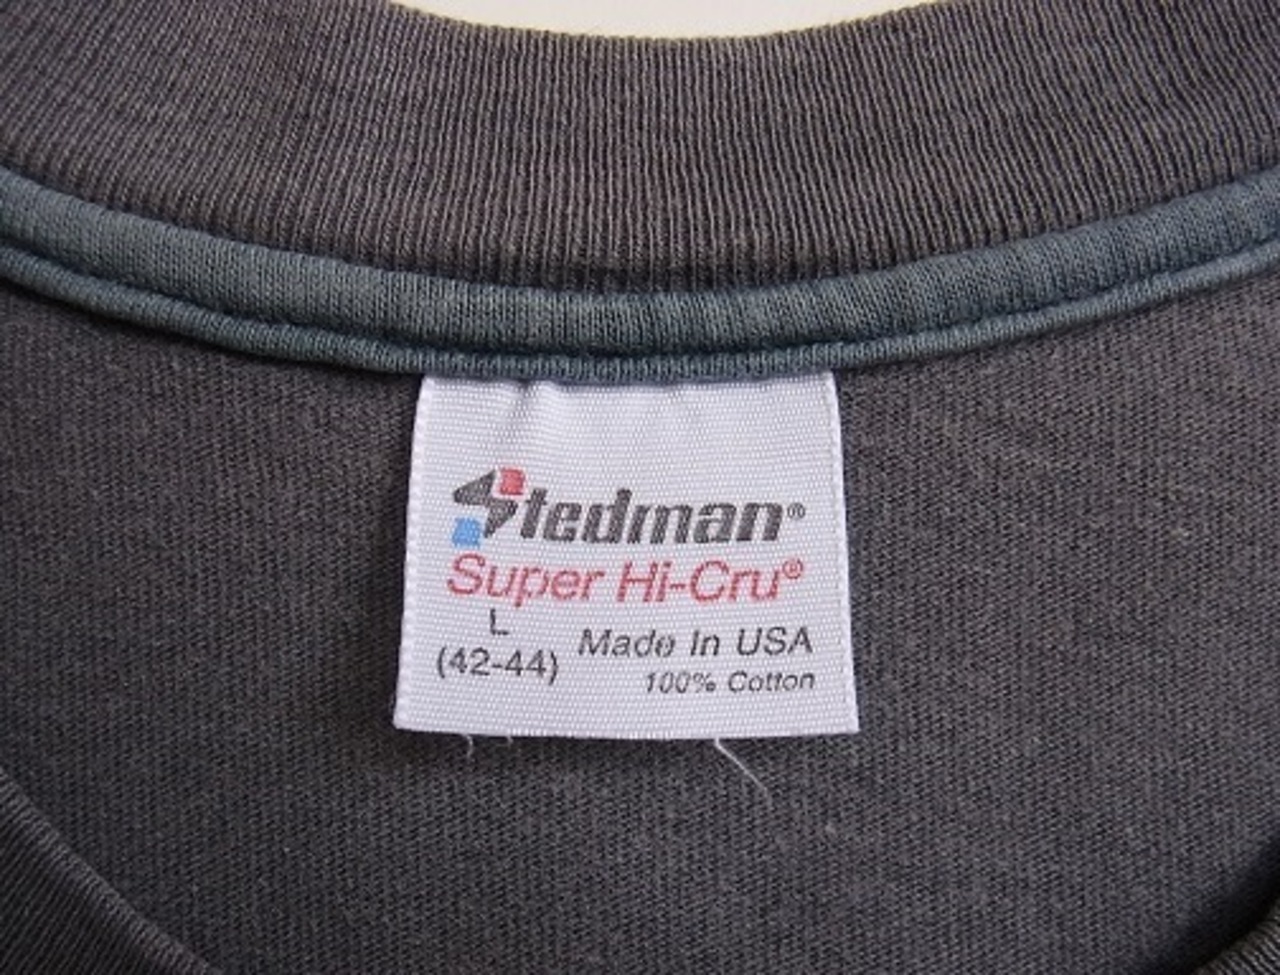 Stedman®
Super Hi-Cru®
L
(42-44)
Made In USA
100% Cotton